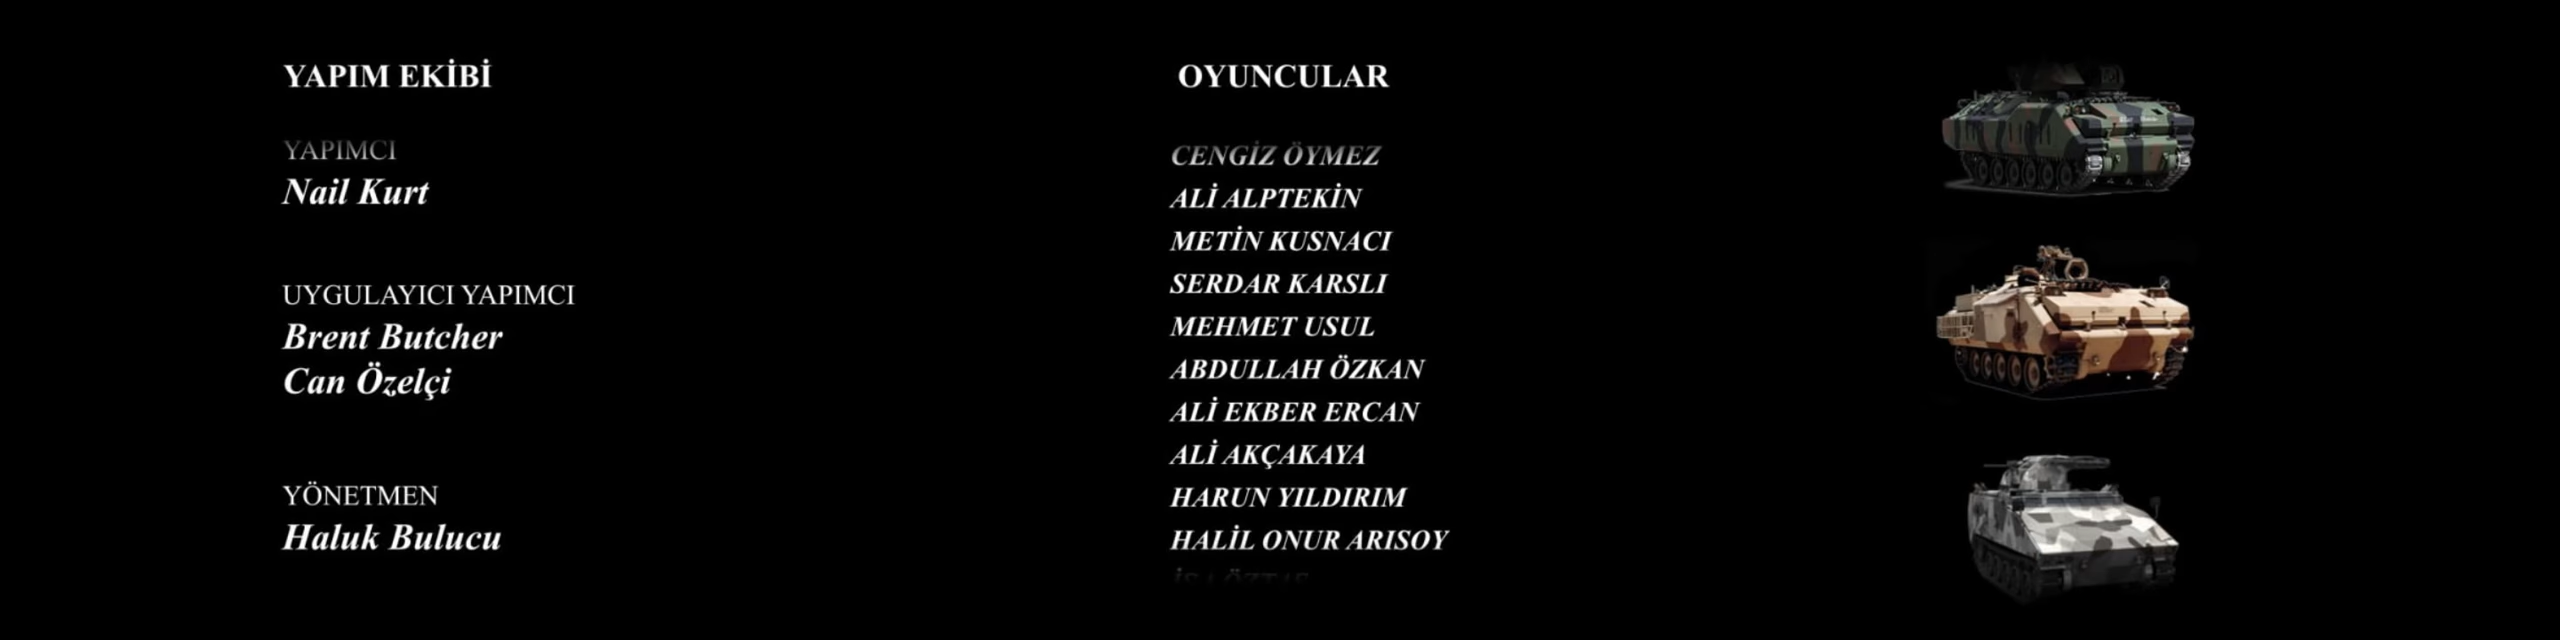 YAPIM EKİBİ
YAPIMCI
Nail Kurt
UYGULAYICI YAPIMCI
Brent Butcher
Can Özelçi
YÖNETMEN
Haluk Bulucu
OYUNCULAR
CENGİZ ÖYMEZ
ALİ ALPTEKİN
METİN KUSNACI
SERDAR KARSLI
MEHMET USUL
ABDULLAH ÖZKAN
ALİ EKBER ERCAN
ALİ AKÇAKAYA
HARUN YILDIRIM
HALİL ONUR ARISOY